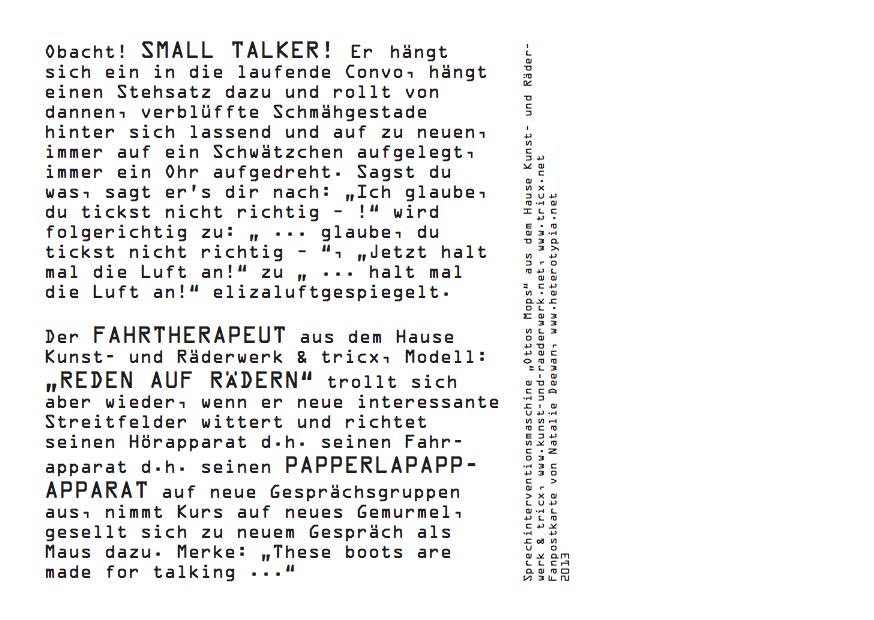 Obacht! SMALL TALKER! Er hängt
sich ein in die laufende Convo, hängt
einen Stehsatz dazu und rollt von
dannen, verblüffte Schmähgestade
hinter sich lassend und auf zu neuen,
immer auf ein Schwätzchen aufgelegt,
immer ein Ohr aufgedreht. Sagst du
was, sagt er's dir nach: „Ich glaube,
du tickst nicht richtig - !“ wird
folgerichtig zu: „ ... glaube, du
tickst nicht richtig - “, „Jetzt halt
mal die Luft an!“ zu „ ... halt mal
die Luft an!“ elizaluftgespiegelt.

Der FAHRTHERAPEUT aus dem Hause
Kunst- und Räderwerk & tricx, Modell:
„REDEN AUF RÄDERN“ trollt sich
aber wieder, wenn er neue interessante
Streitfelder wittert und richtet
seinen Hörapparat d.h. seinen Fahr-
apparat d.h. seinen PAPPERLAPAPP-
APPARAT auf neue Gesprächsgruppen
aus, nimmt Kurs auf neues Gemurmel,
gesellt sich zu neuem Gespräch als
Maus dazu. Merke: „These boots are
made for talking ...“

Sprechinterventionsmaschine „Ottos Mops“ aus dem Hause Kunst- und Räder-
werk & tricx, www.kunst-und-raederwerk.net, www.tricx.net
Fanpostkarte von Natalie Deewan, www.heterotypia.net
2013